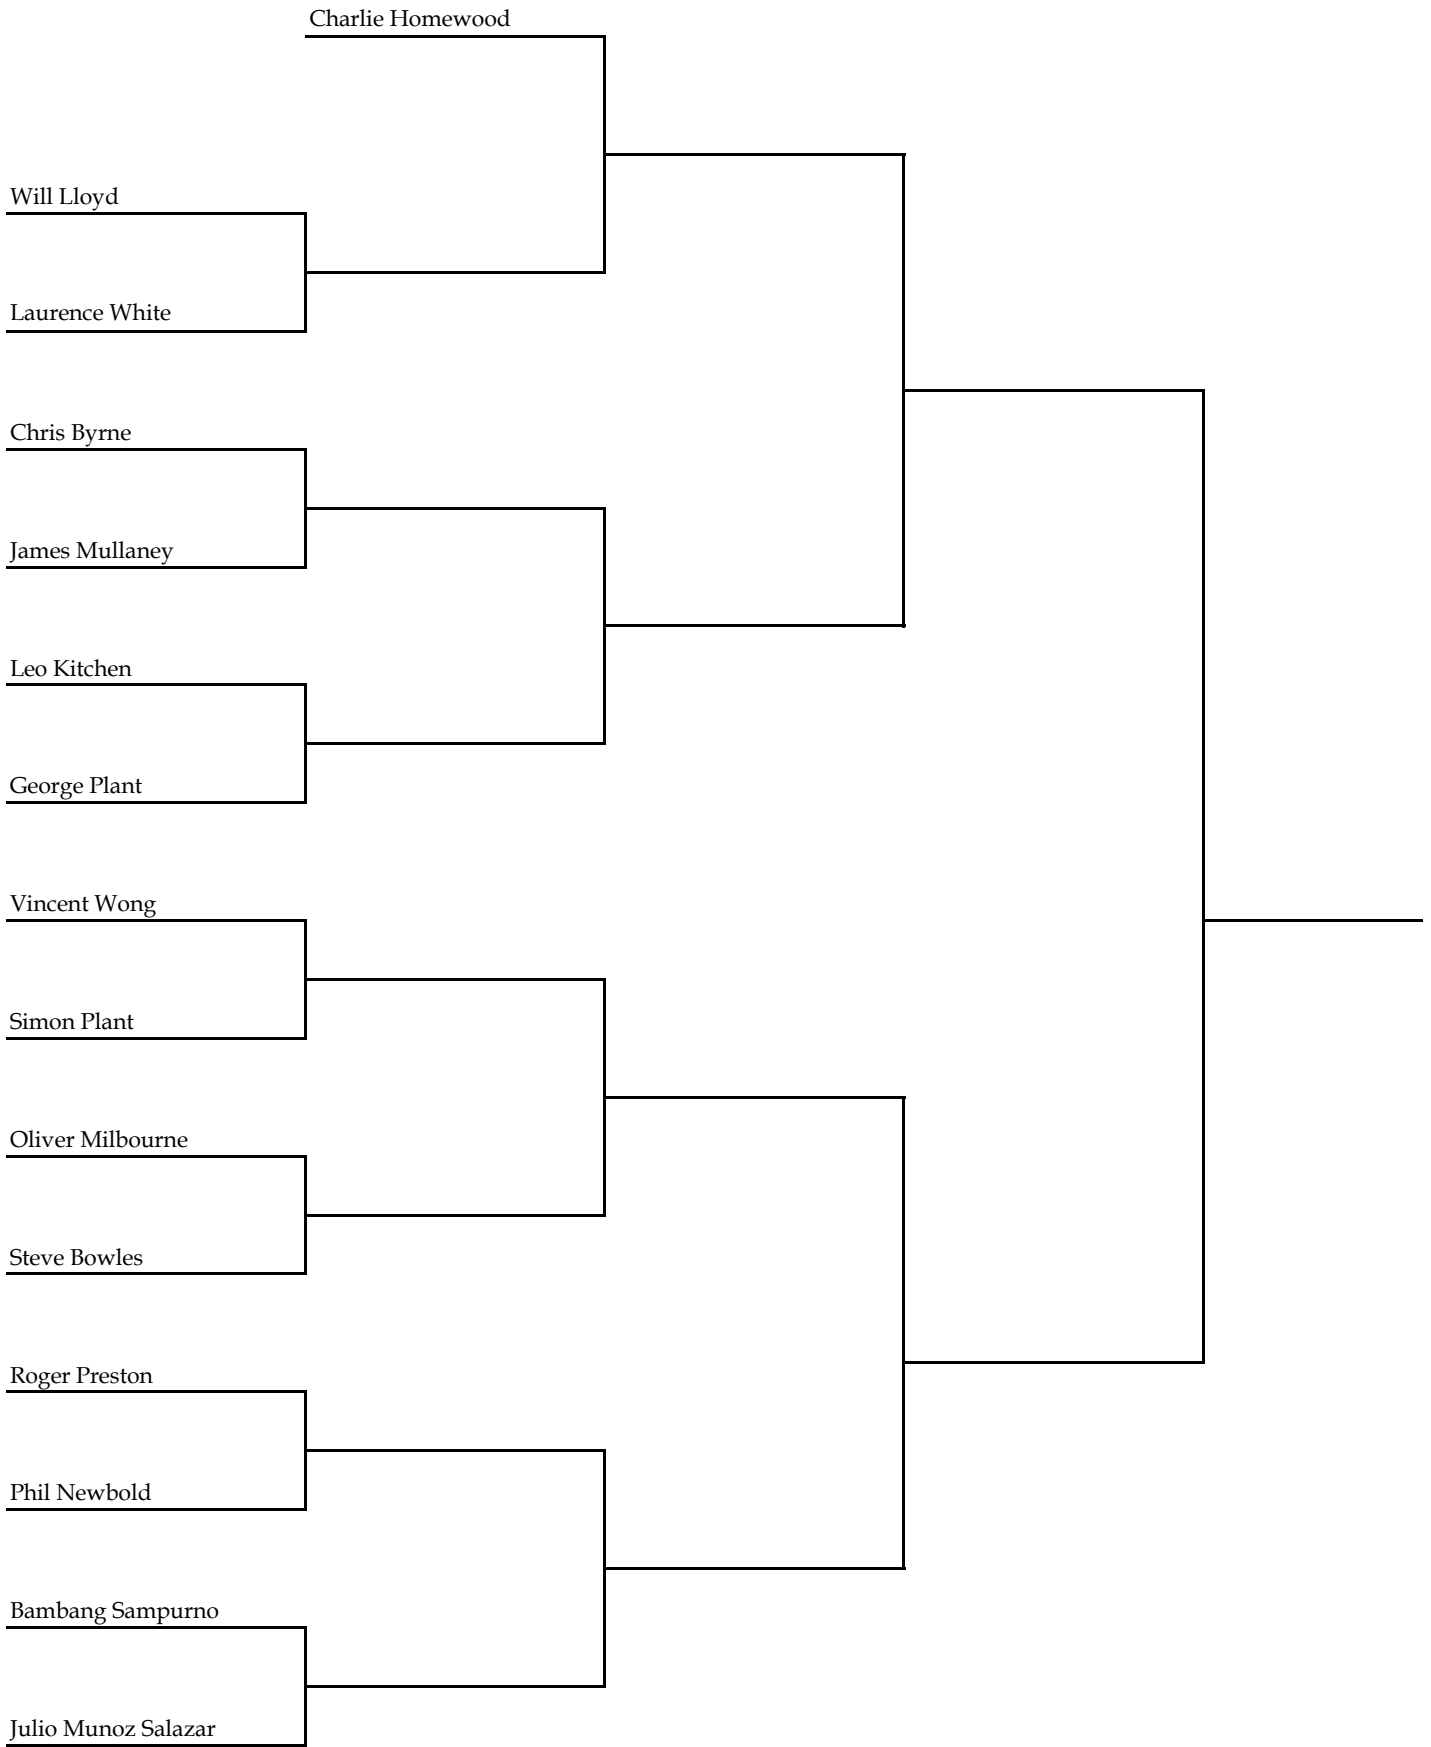 Charlie Homewood
Will Lloyd
Laurence White
Chris Byrne
James Mullaney
Leo Kitchen
George Plant
Vincent Wong
Simon Plant
Oliver Milbourne
Steve Bowles
Roger Preston
Phil Newbold
Bambang Sampurno
Julio Munoz Salazar